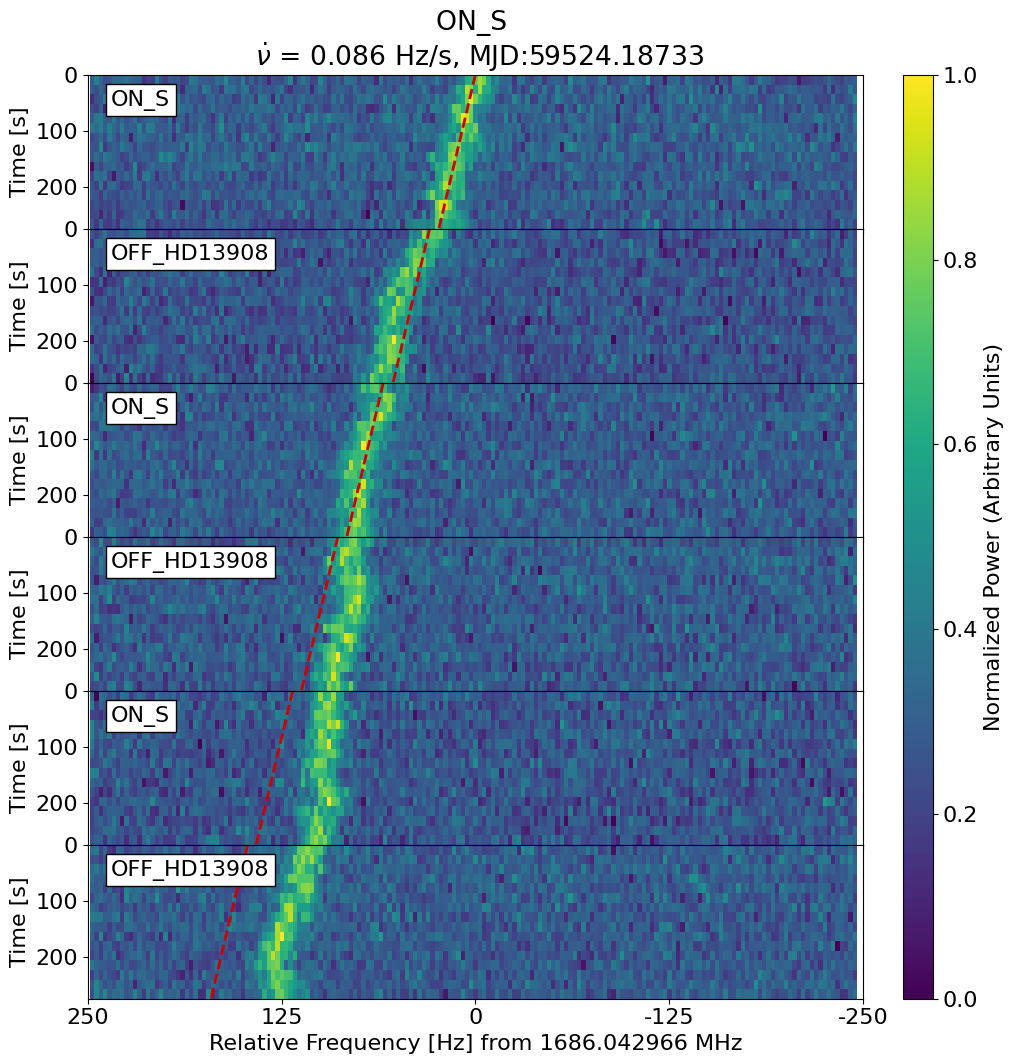 ON_S
ν̇ = 0.086 Hz/s, MJD:59524.18733
0
ON_S
100
Time [s]
200
0
OFF_HD13908
100
Time [s]
200
0
ON_S
100
Time [s]
200
0
OFF_HD13908
100
Time [s]
200
0
ON_S
100
Time [s]
200
0
OFF_HD13908
100
Time [s]
200
250 125 0 -125 -250
Relative Frequency [Hz] from 1686.042966 MHz
1.0
0.8
0.6
0.4
0.2
0.0
Normalized Power (Arbitrary Units)